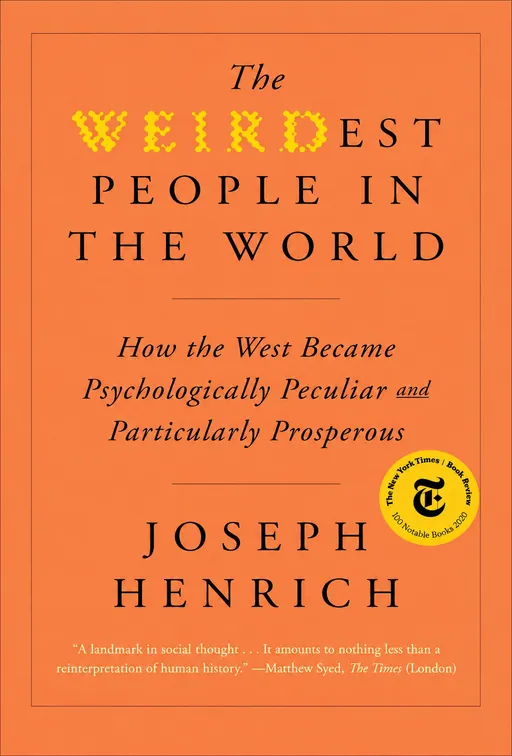 The
WEIRDEST
PEOPLE IN
THE WORLD
How the West Became
Psychologically Peculiar and
Particularly Prosperous
The New York Times | Book Review
T
100 Notable Books 2020
JOSEPH
HENRICH
“A landmark in social thought . . . It amounts to nothing less than a
reinterpretation of human history.” —Matthew Syed, The Times (London)